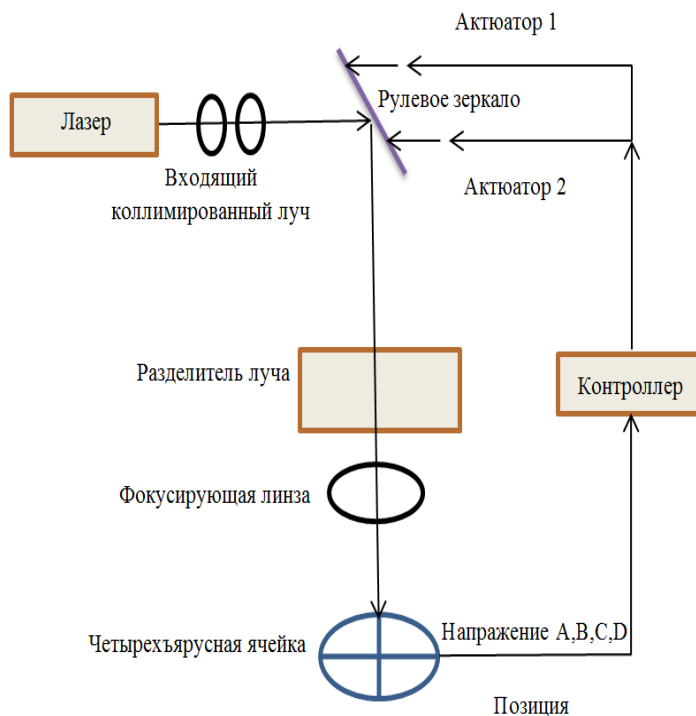 Актюатор 1
Рулевое зеркало
Лазер
Входящий
коллимированный луч
Актюатор 2
Разделитель луча
Контроллер
Фокусирующая линза
Четырехъярусная ячейка
Напражение A,B,C,D
Позиция